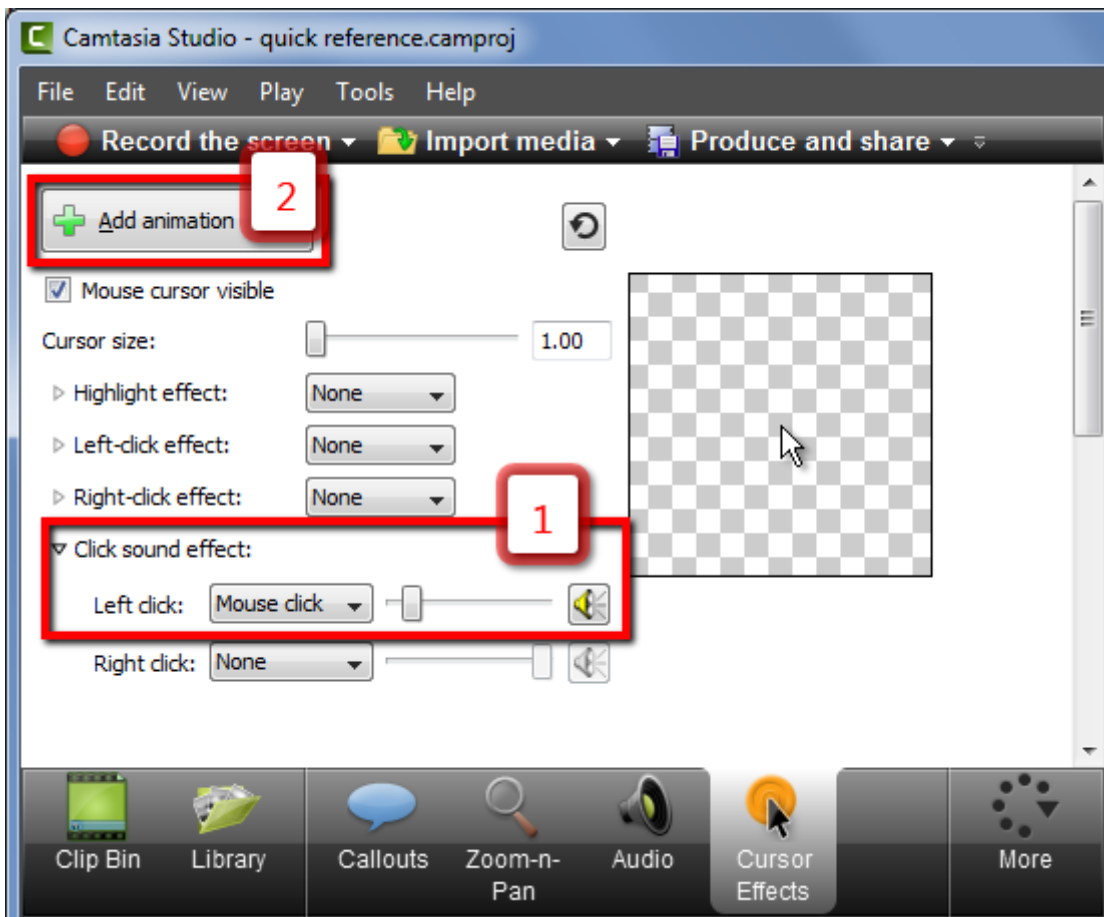 Camtasia Studio - quick reference.camproj
File Edit View Play Tools Help
Record the screen Import media Produce and share
2
Add animation
Mouse cursor visible
Cursor size: 1.00
Highlight effect: None
Left-click effect: None
Right-click effect: None
1
Click sound effect:
Left click: Mouse click
Right click: None
Clip Bin Library Callouts Zoom-n-Pan Audio Cursor Effects More